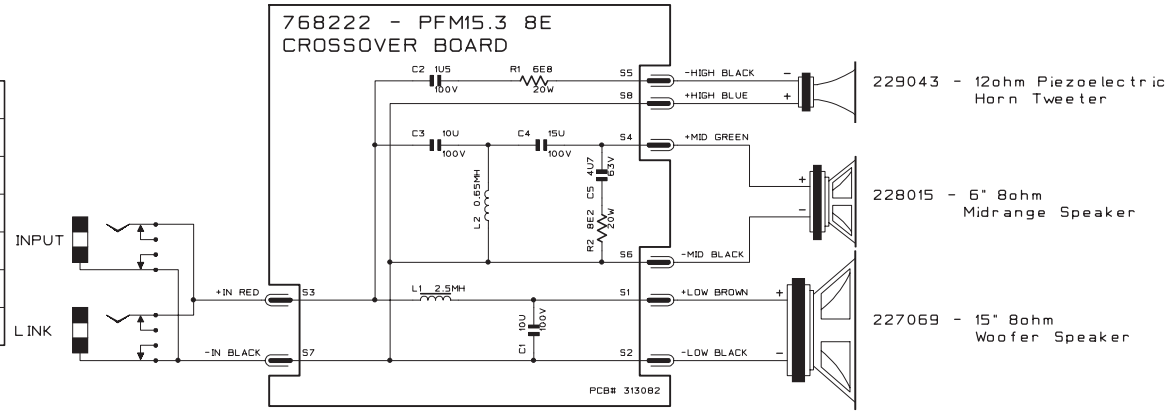 768222 - PFM15.3 8E
CROSSOVER BOARD
C2 1U5
100V
R1 6E8
20W
S5
-HIGH BLACK
-
S8
+HIGH BLUE
+
229043 - 12ohm Piezoelectric
Horn Tweeter
C3 10U
100V
C4 15U
100V
S4
+MID GREEN
L2 0.65MH
C5 4U7
63V
R2 8E2
20W
+
-
228015 - 6" 8ohm
Midrange Speaker
S6
-MID BLACK
INPUT
LINK
+IN RED
S3
L1 2.5MH
S1
+LOW BROWN
+
C1 10U
100V
227069 - 15" 8ohm
Woofer Speaker
-IN BLACK
S7
S2
-LOW BLACK
-
PCB# 313082